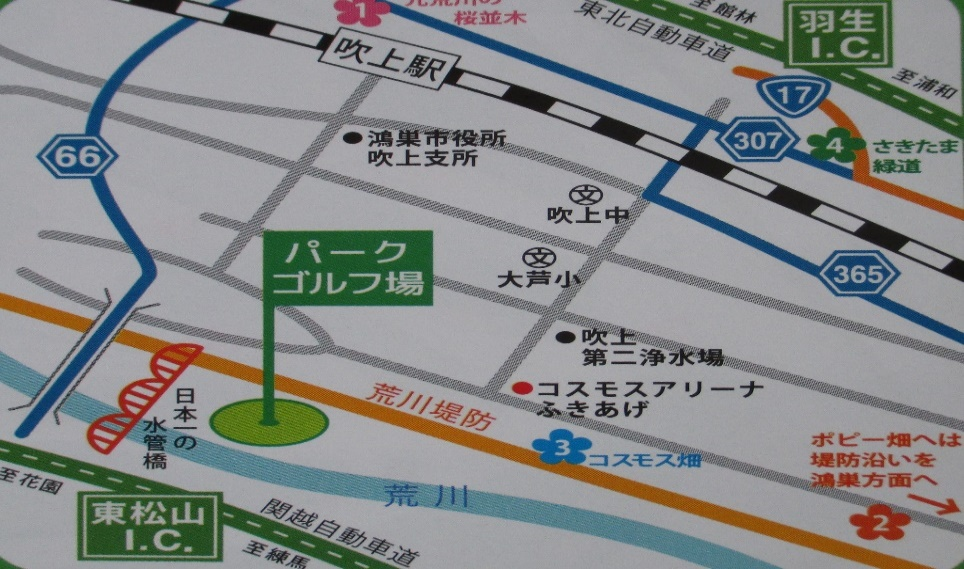 元荒川の
桜並木
1
至館林
東北自動車道
羽生
I.C.
至浦和
吹上駅
17
307
4
さきたま
緑道
66
鴻巣市役所
吹上支所
文
吹上中
文
大芦小
365
パーク
ゴルフ場
吹上
第二浄水場
コスモスアリーナ
ふきあげ
荒川堤防
日本一の
水管橋
3
コスモス畑
ポピー畑へは
堤防沿いを
鴻巣方面へ
2
荒川
至花園
東松山
I.C.
関越自動車道
至練馬